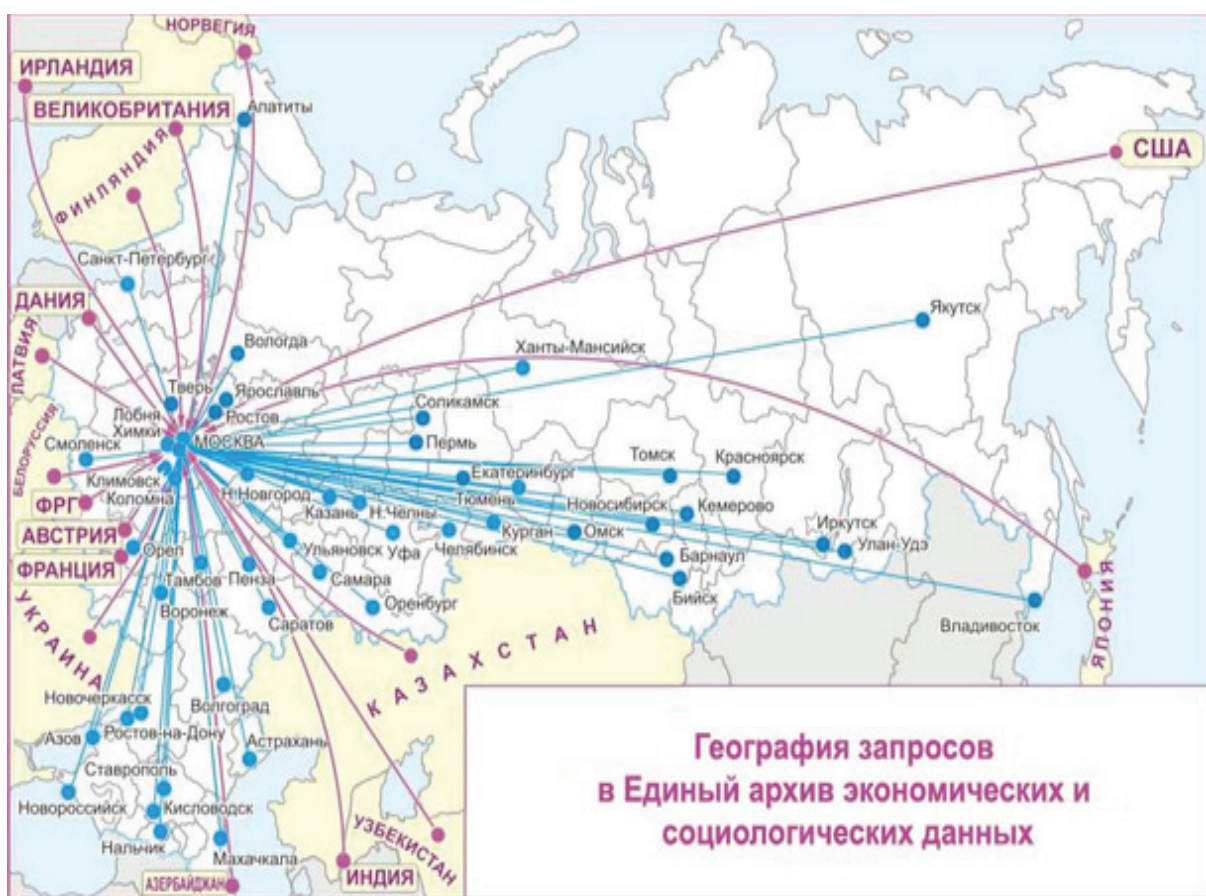 НОРВЕГИЯ
ИРЛАНДИЯ
ВЕЛИКОБРИТАНИЯ
Апатиты
США
ФИНЛЯНДИЯ
Санкт-Петербург
ДАНИЯ
Якутск
ЛАТВИЯ
Вологда
Ханты-Мансийск
Тверь
Ярославль
Соликамск
Лобня
Ростов
Химки
МОСКВА
Пермь
БЕЛОРУССИЯ
Смоленск
Климовск
Екатеринбург
Томск
Красноярск
ФРГ
Коломна
Н.Новгород
Тюмень
Новосибирск
Кемерово
Казань
Н.Челны
Курган
Омск
Иркутск
АВСТРИЯ
Орел
Ульяновск
Уфа
Челябинск
Улан-Удэ
ФРАНЦИЯ
Тамбов
Пенза
Самара
Барнаул
Воронеж
Оренбург
Бийск
Саратов
Владивосток
ЯПОНИЯ
УКРАИНА
КАЗАХСТАН
Новочеркасск
Волгоград
Азов
Ростов-на-Дону
Астрахань
Ставрополь
Новороссийск
Кисловодск
Нальчик
Махачкала
УЗБЕКИСТАН
АЗЕРБАЙДЖАН
ИНДИЯ
География запросов
в Единый архив экономических и
социологических данных